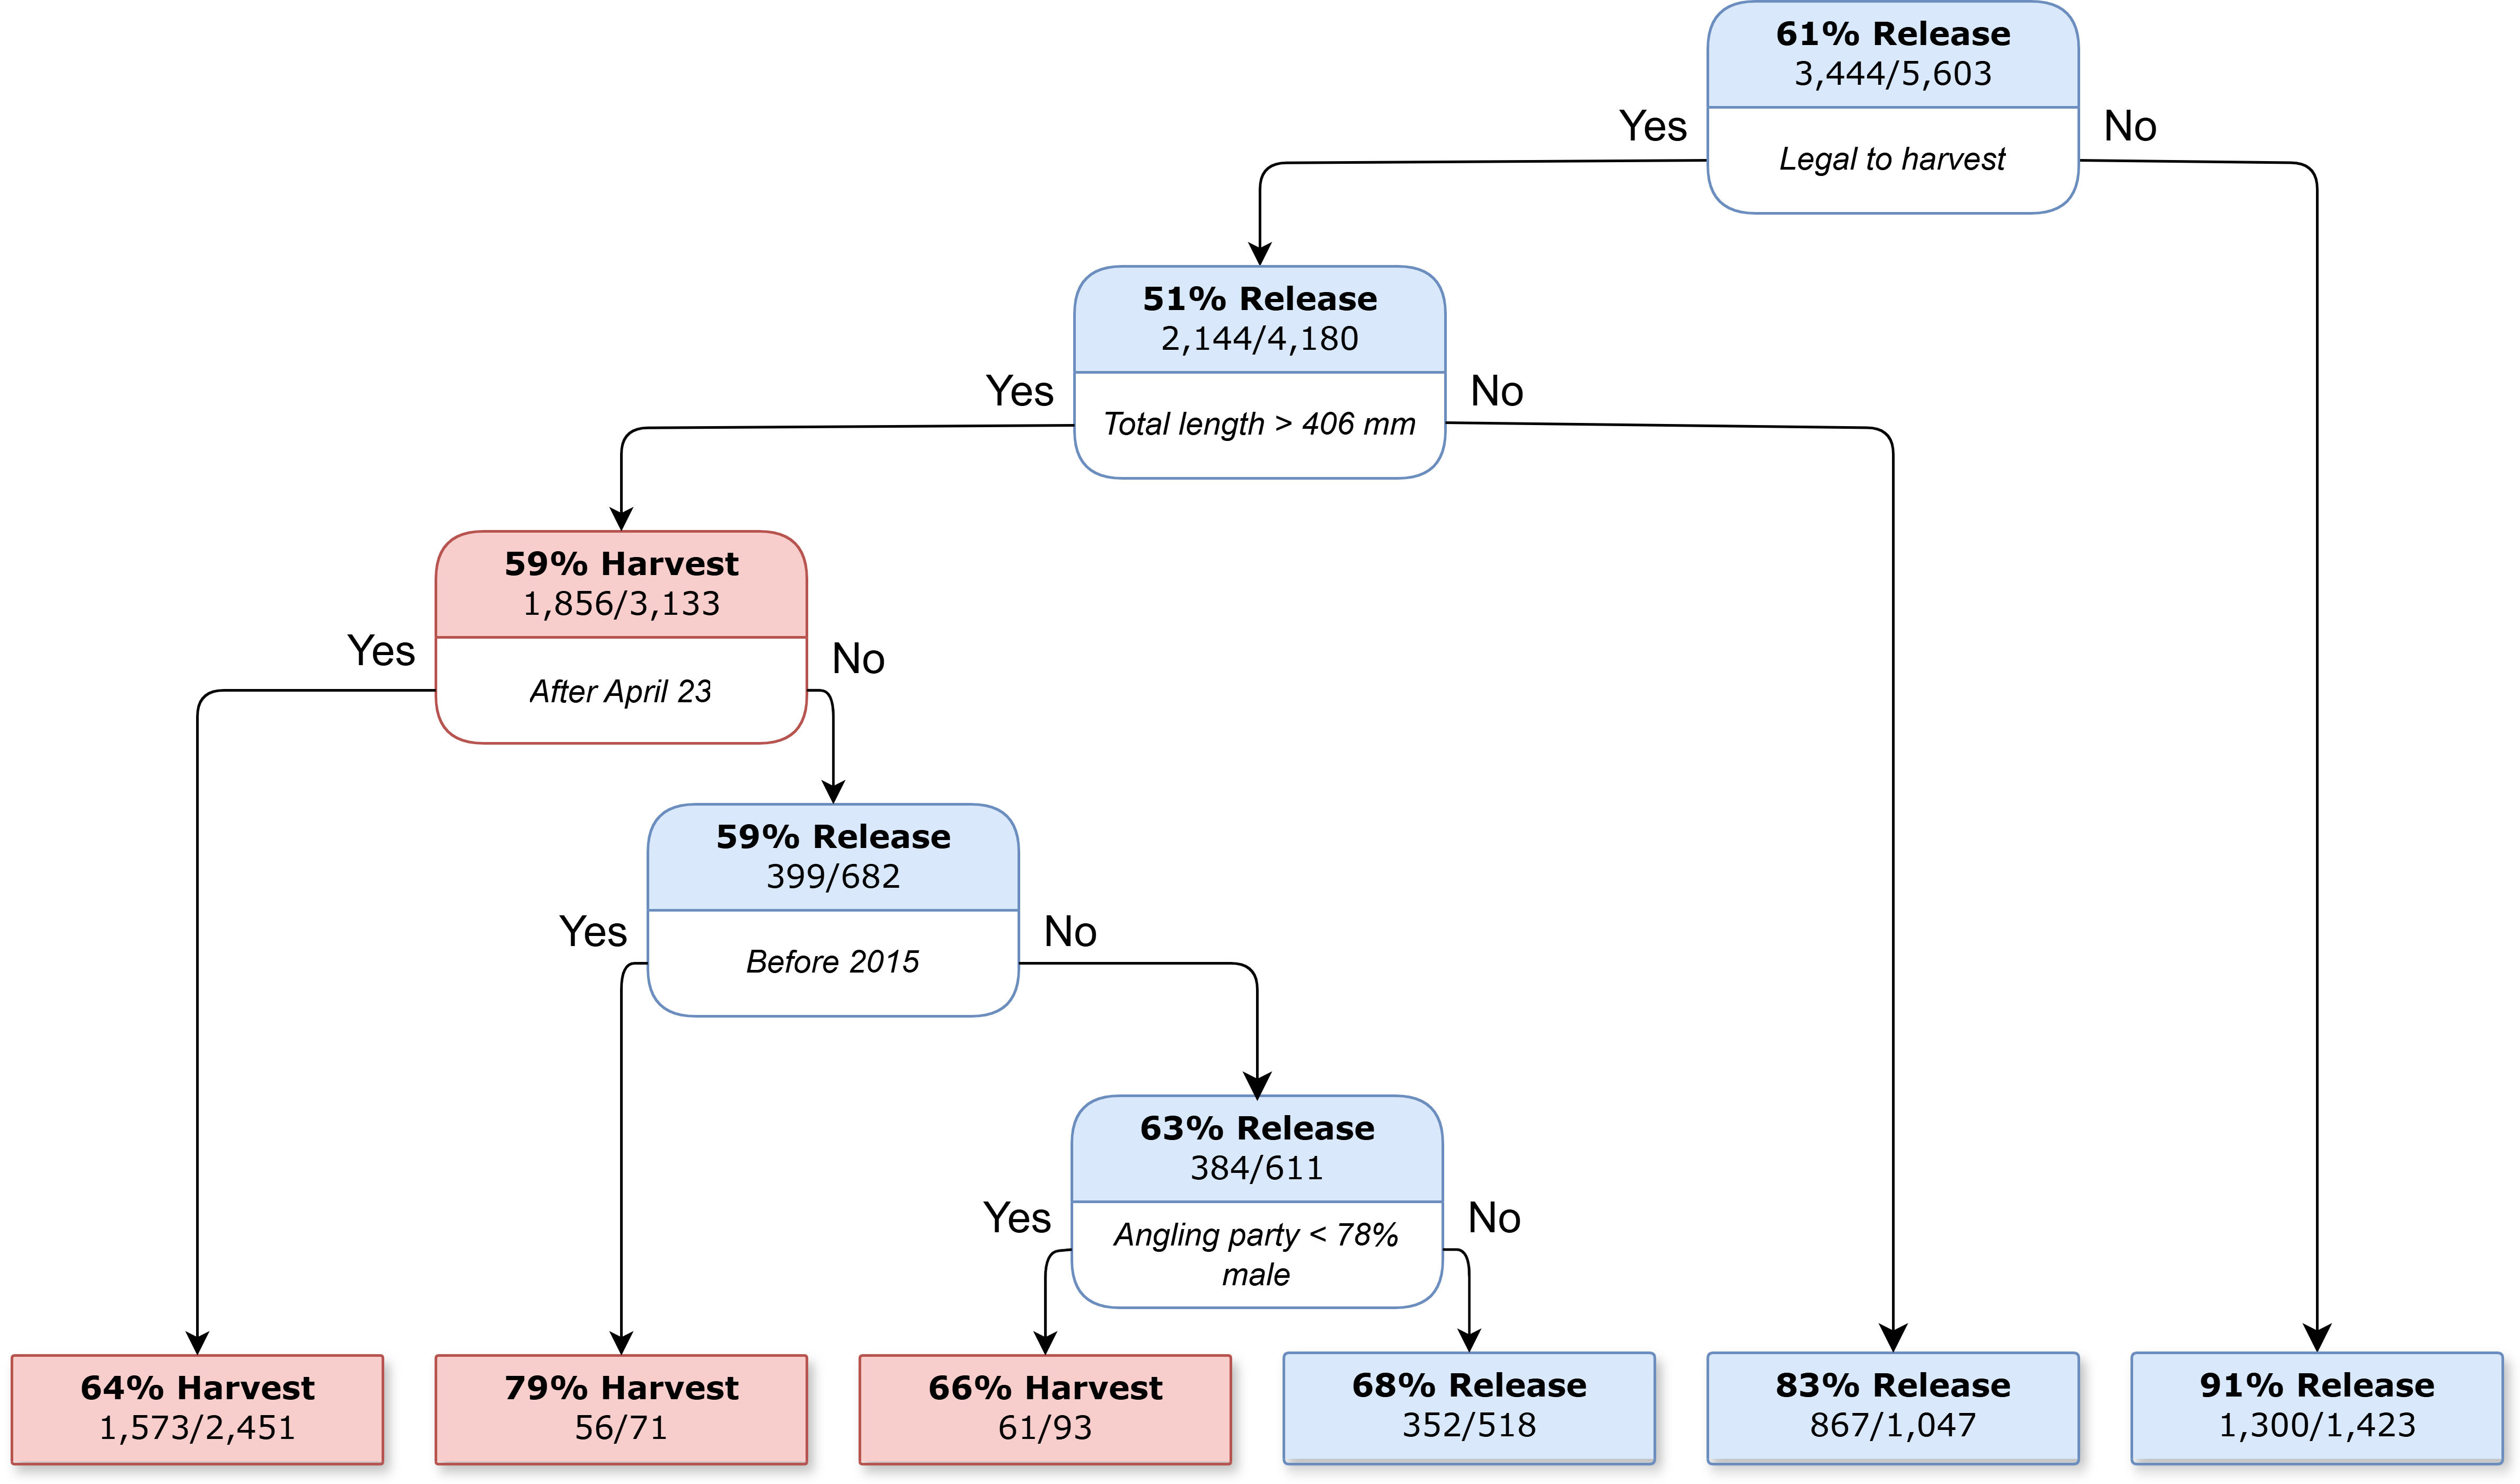 61% Release
3,444/5,603
Yes
No
Legal to harvest
51% Release
2,144/4,180
Yes
No
Total length > 406 mm
59% Harvest
1,856/3,133
Yes
No
After April 23
59% Release
399/682
Yes
No
Before 2015
63% Release
384/611
Yes
No
Angling party < 78%
male
64% Harvest
1,573/2,451
79% Harvest
56/71
66% Harvest
61/93
68% Release
352/518
83% Release
867/1,047
91% Release
1,300/1,423